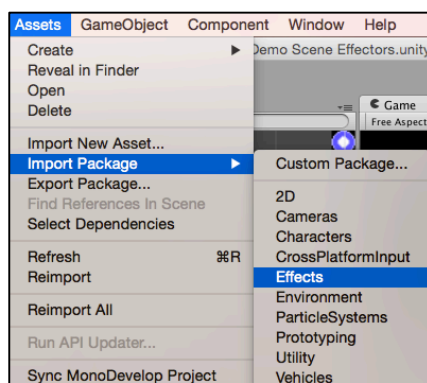 Assets GameObject Component Window Help
Create
Reveal in Finder
Open
Delete
Import New Asset...
Import Package
Export Package...
Find References In Scene
Select Dependencies
Refresh ⌘R
Reimport
Reimport All
Run API Updater...
Sync MonoDevelop Project
Demo Scene Effectors.unity
Game
Free Aspect
Custom Package...
2D
Cameras
Characters
CrossPlatformInput
Effects
Environment
ParticleSystems
Prototyping
Utility
Vehicles